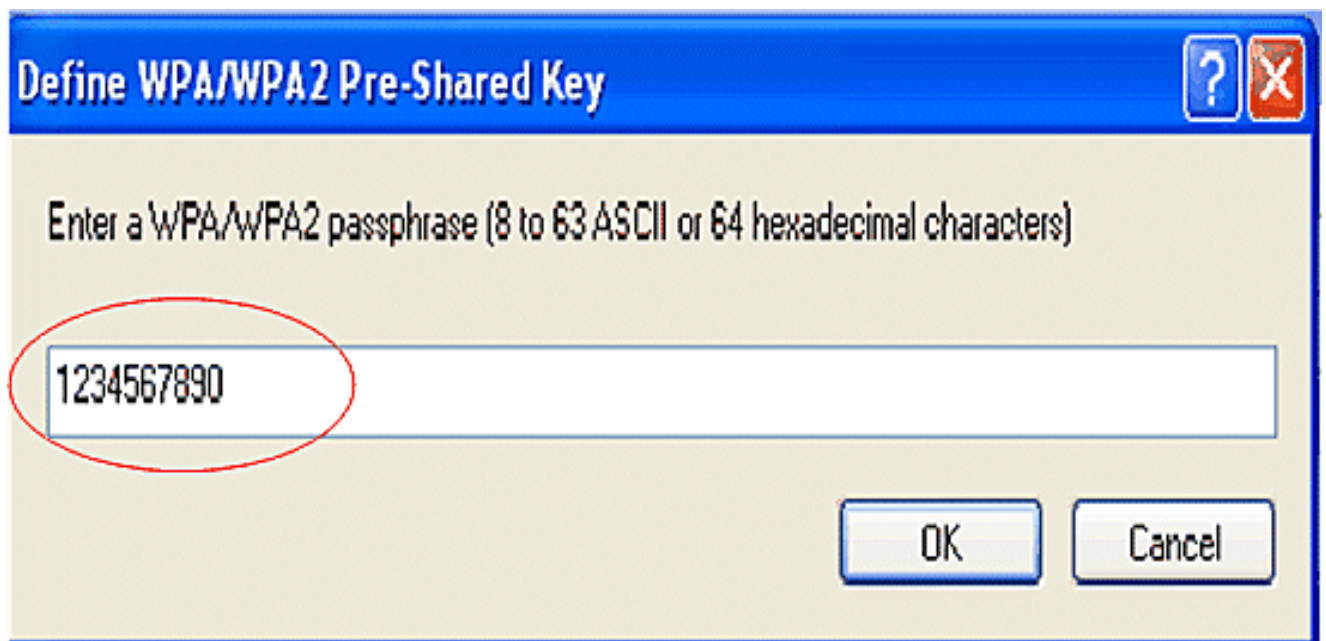 Define WPA/WPA2 Pre-Shared Key
Enter a WPA/WPA2 passphrase (8 to 63 ASCII or 64 hexadecimal characters)
1234567890
OK Cancel